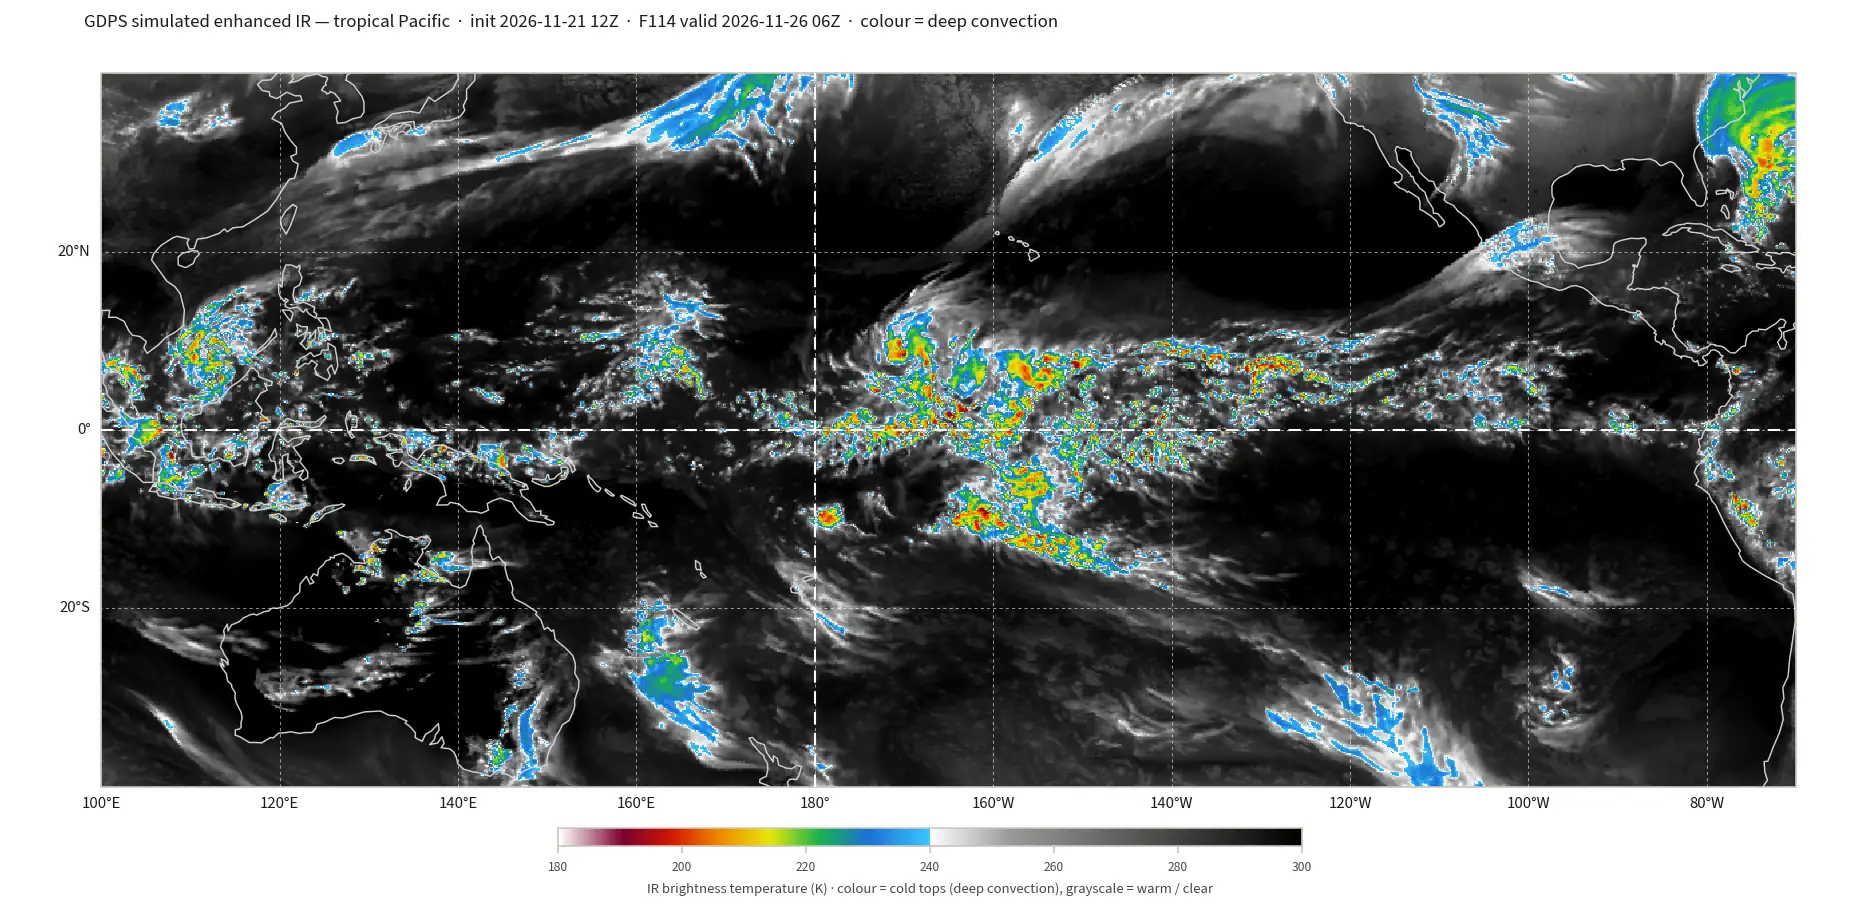 GDPS simulated enhanced IR — tropical Pacific · init 2026-11-21 12Z · F114 valid 2026-11-26 06Z · colour = deep convection
20°N
0°
20°S
100°E 120°E 140°E 160°E 180° 160°W 140°W 120°W 100°W 80°W
180 200 220 240 260 280 300
IR brightness temperature (K) · colour = cold tops (deep convection), grayscale = warm / clear